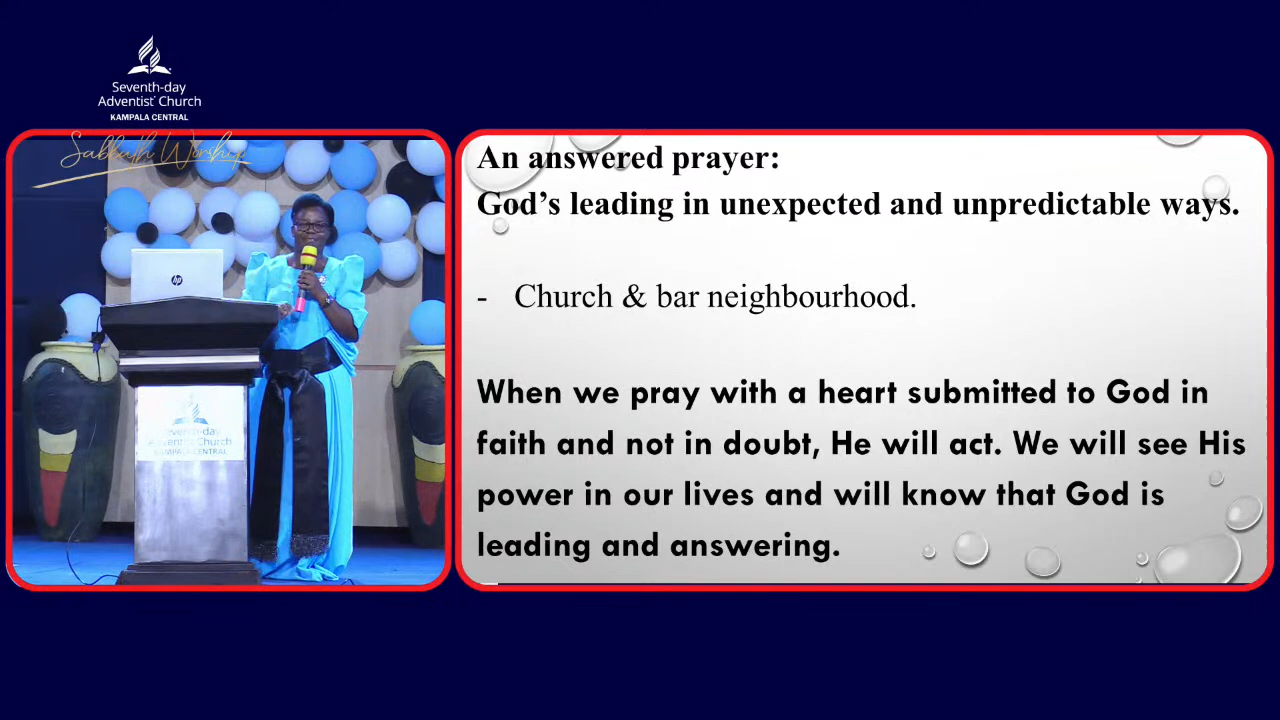 Seventh-day
Adventist Church
KAMPALA CENTRAL
Sabbath Worship
hp
Seventh-day
Adventist Church
KAMPALA CENTRAL
An answered prayer:
God's leading in unexpected and unpredictable ways.
- Church & bar neighbourhood.
When we pray with a heart submitted to God in
faith and not in doubt, He will act. We will see His
power in our lives and will know that God is
leading and answering.